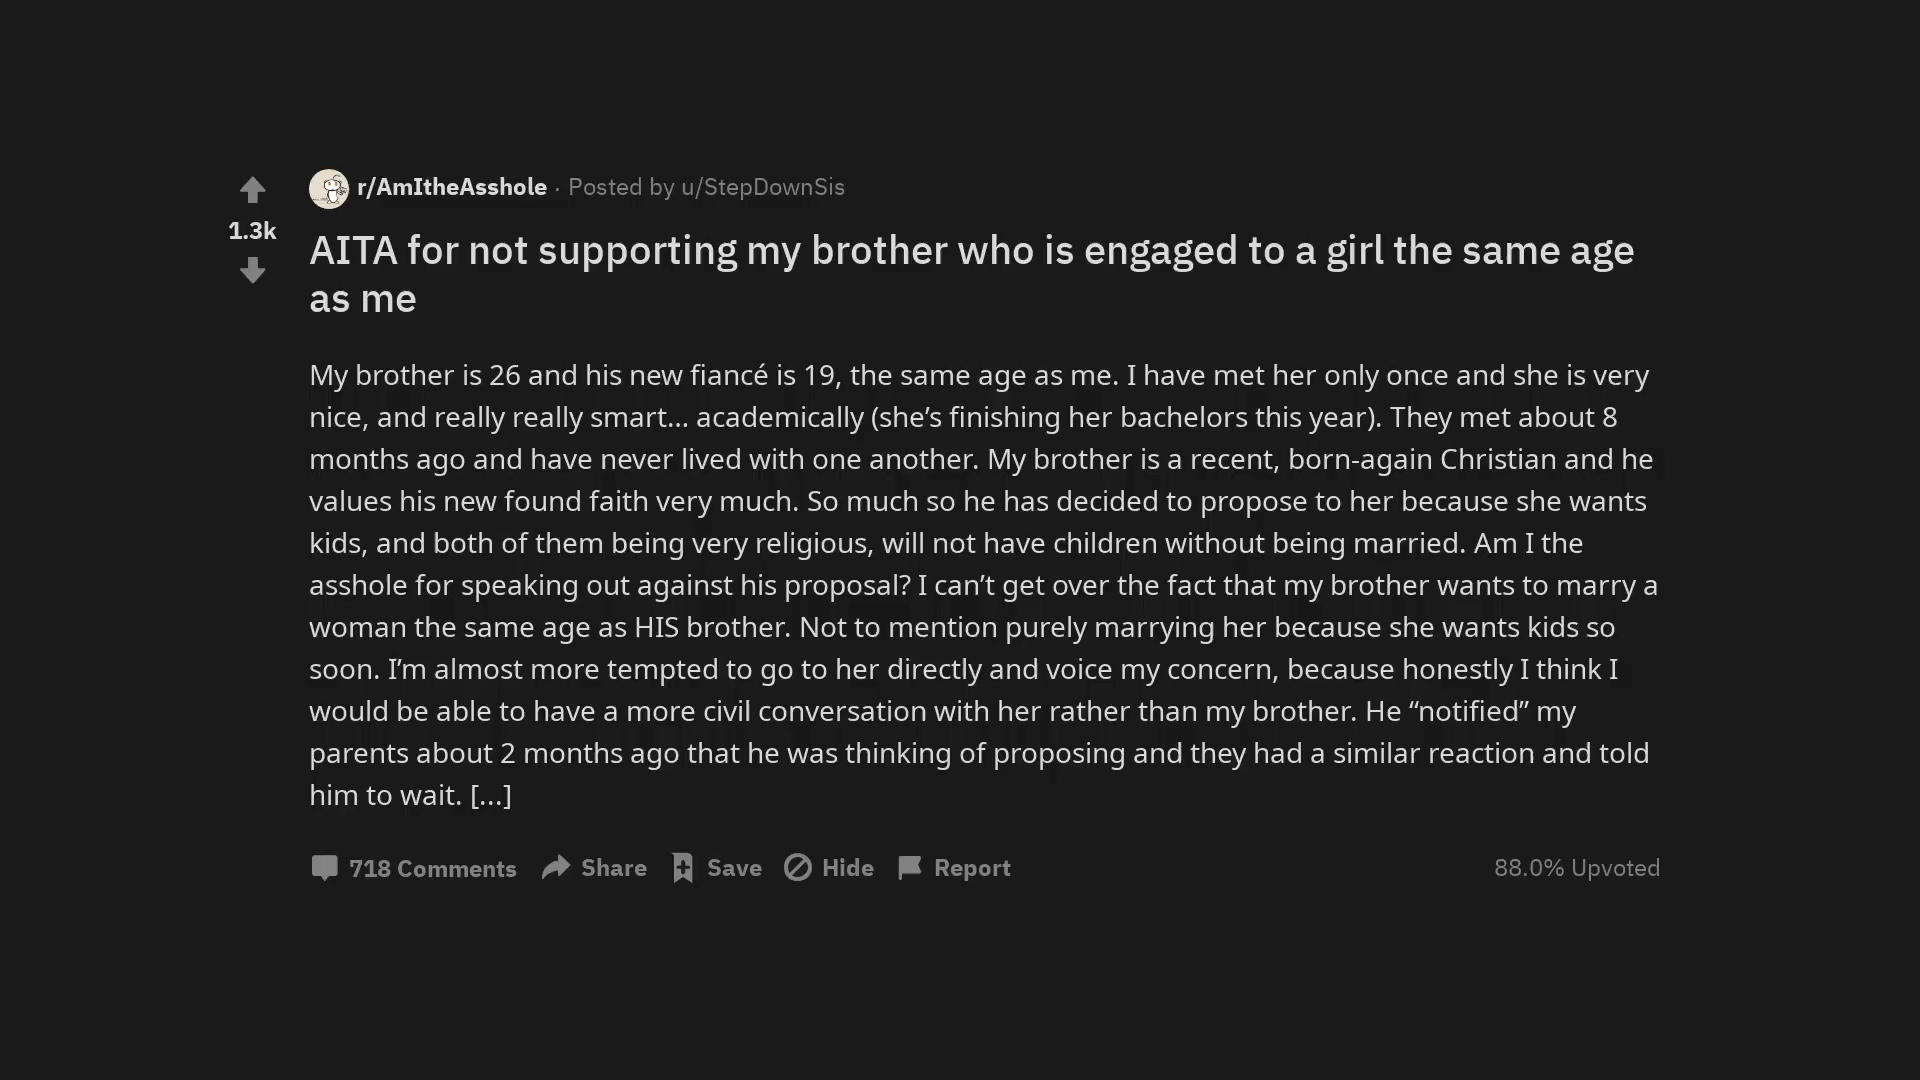 r/AmItheAsshole · Posted by u/StepDownSis
1.3k
AITA for not supporting my brother who is engaged to a girl the same age
as me
My brother is 26 and his new fiancé is 19, the same age as me. I have met her only once and she is very
nice, and really really smart... academically (she’s finishing her bachelors this year). They met about 8
months ago and have never lived with one another. My brother is a recent, born-again Christian and he
values his new found faith very much. So much so he has decided to propose to her because she wants
kids, and both of them being very religious, will not have children without being married. Am I the
asshole for speaking out against his proposal? I can’t get over the fact that my brother wants to marry a
woman the same age as HIS brother. Not to mention purely marrying her because she wants kids so
soon. I’m almost more tempted to go to her directly and voice my concern, because honestly I think I
would be able to have a more civil conversation with her rather than my brother. He “notified” my
parents about 2 months ago that he was thinking of proposing and they had a similar reaction and told
him to wait. [...]
718 Comments Share Save Hide Report 88.0% Upvoted